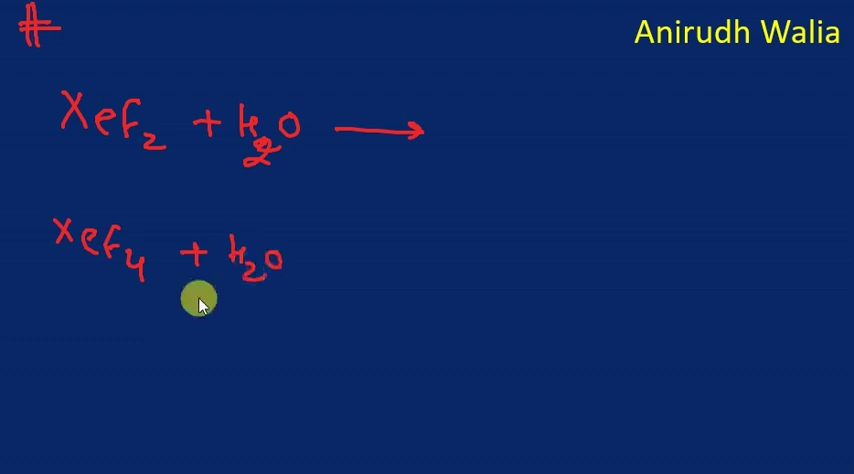 #
Anirudh Walia
XeF₂ + H₂O ⟶
XeF₄ + H₂O